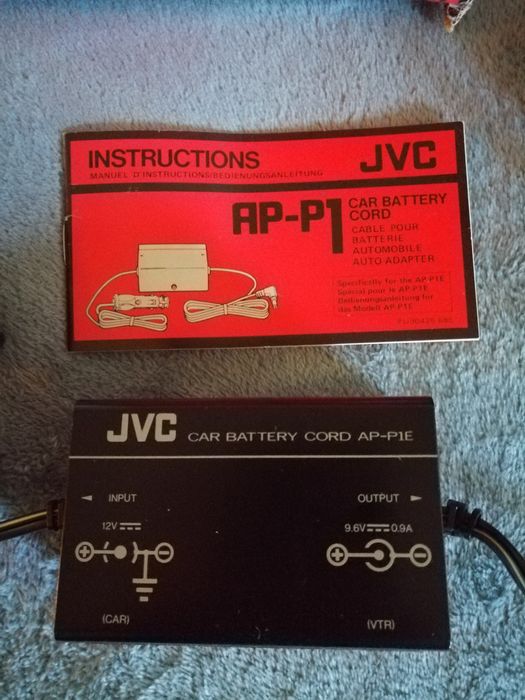 INSTRUCTIONS
MANUEL D'INSTRUCTIONS/BEDIENUNGSANLEITUNG
JVC
AP-P1
CAR BATTERY
CORD
CABLE POUR
BATTERIE
AUTOMOBILE
AUTO ADAPTER
Specifically for the AP-P1E
Spécial pour le AP-P1E
Bedienungsanleitung für
das Modell AP-P1E
JVC CAR BATTERY CORD AP-P1E
◄ INPUT
OUTPUT ►
12V
9.6V 0.9A
(CAR)
(VTR)